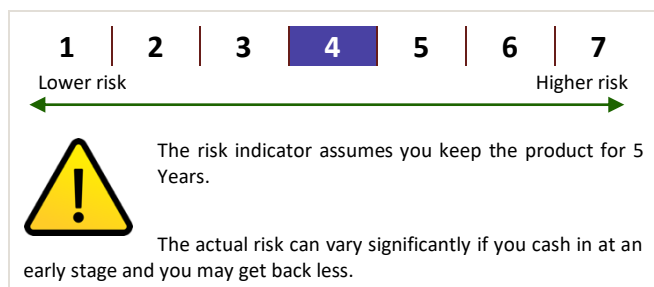 1 2 3 4 5 6 7
Lower risk Higher risk
The risk indicator assumes you keep the product for 5
Years.
The actual risk can vary significantly if you cash in at an
early stage and you may get back less.